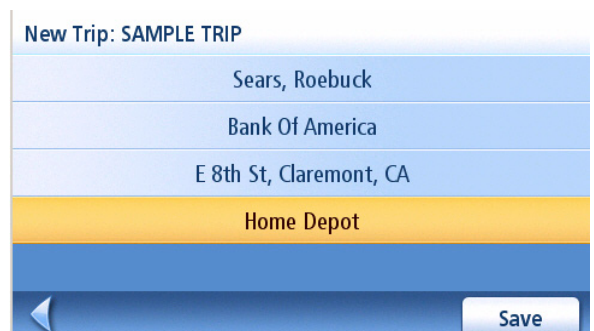 New Trip: SAMPLE TRIP
Sears, Roebuck
Bank Of America
E 8th St, Claremont, CA
Home Depot
Save